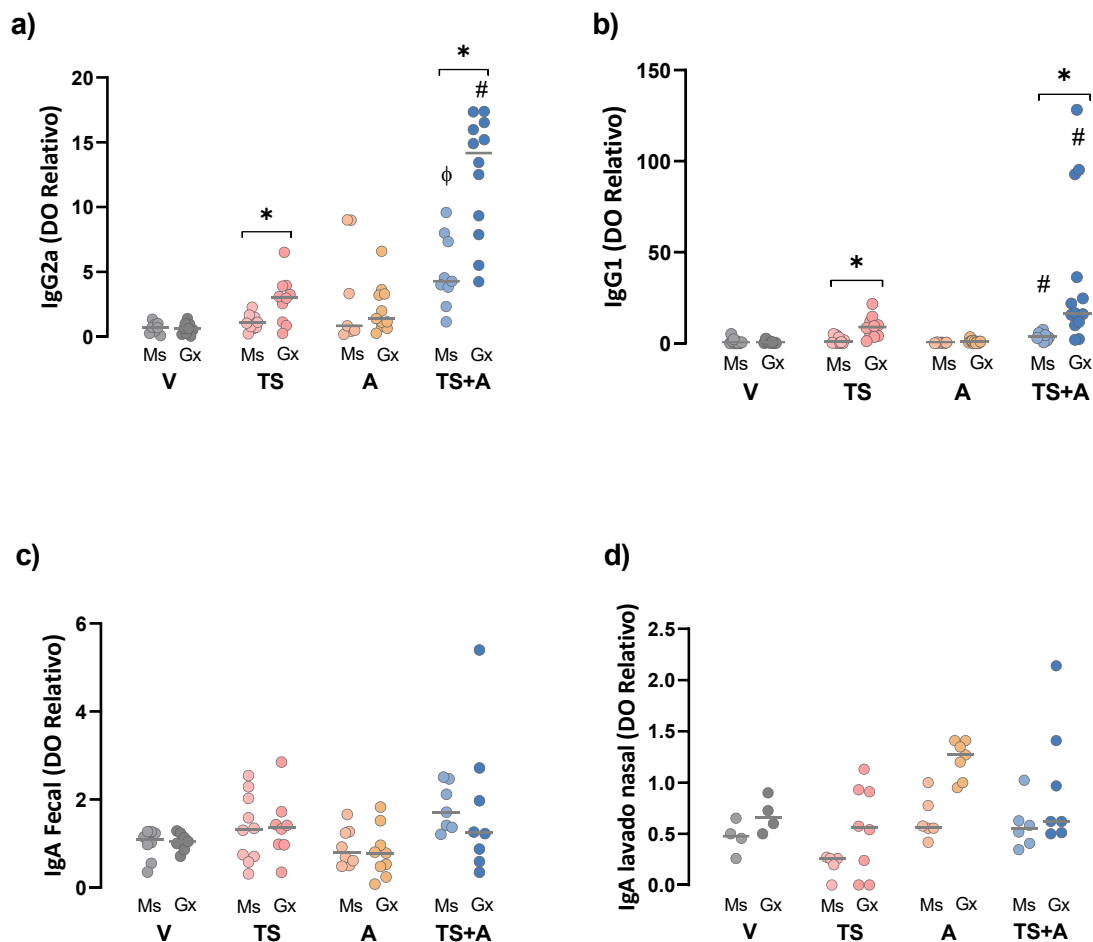 a)
IgG2a (DO Relativo)
20
15
10
5
0
*
ϕ
*
#
Ms Gx Ms Gx Ms Gx Ms Gx
V TS A TS+A
b)
IgG1 (DO Relativo)
150
100
50
0
*
#
*
#
Ms Gx Ms Gx Ms Gx Ms Gx
V TS A TS+A
c)
IgA Fecal (DO Relativo)
6
4
2
0
Ms Gx Ms Gx Ms Gx Ms Gx
V TS A TS+A
d)
IgA lavado nasal (DO Relativo)
2.5
2.0
1.5
1.0
0.5
0.0
Ms Gx Ms Gx Ms Gx Ms Gx
V TS A TS+A